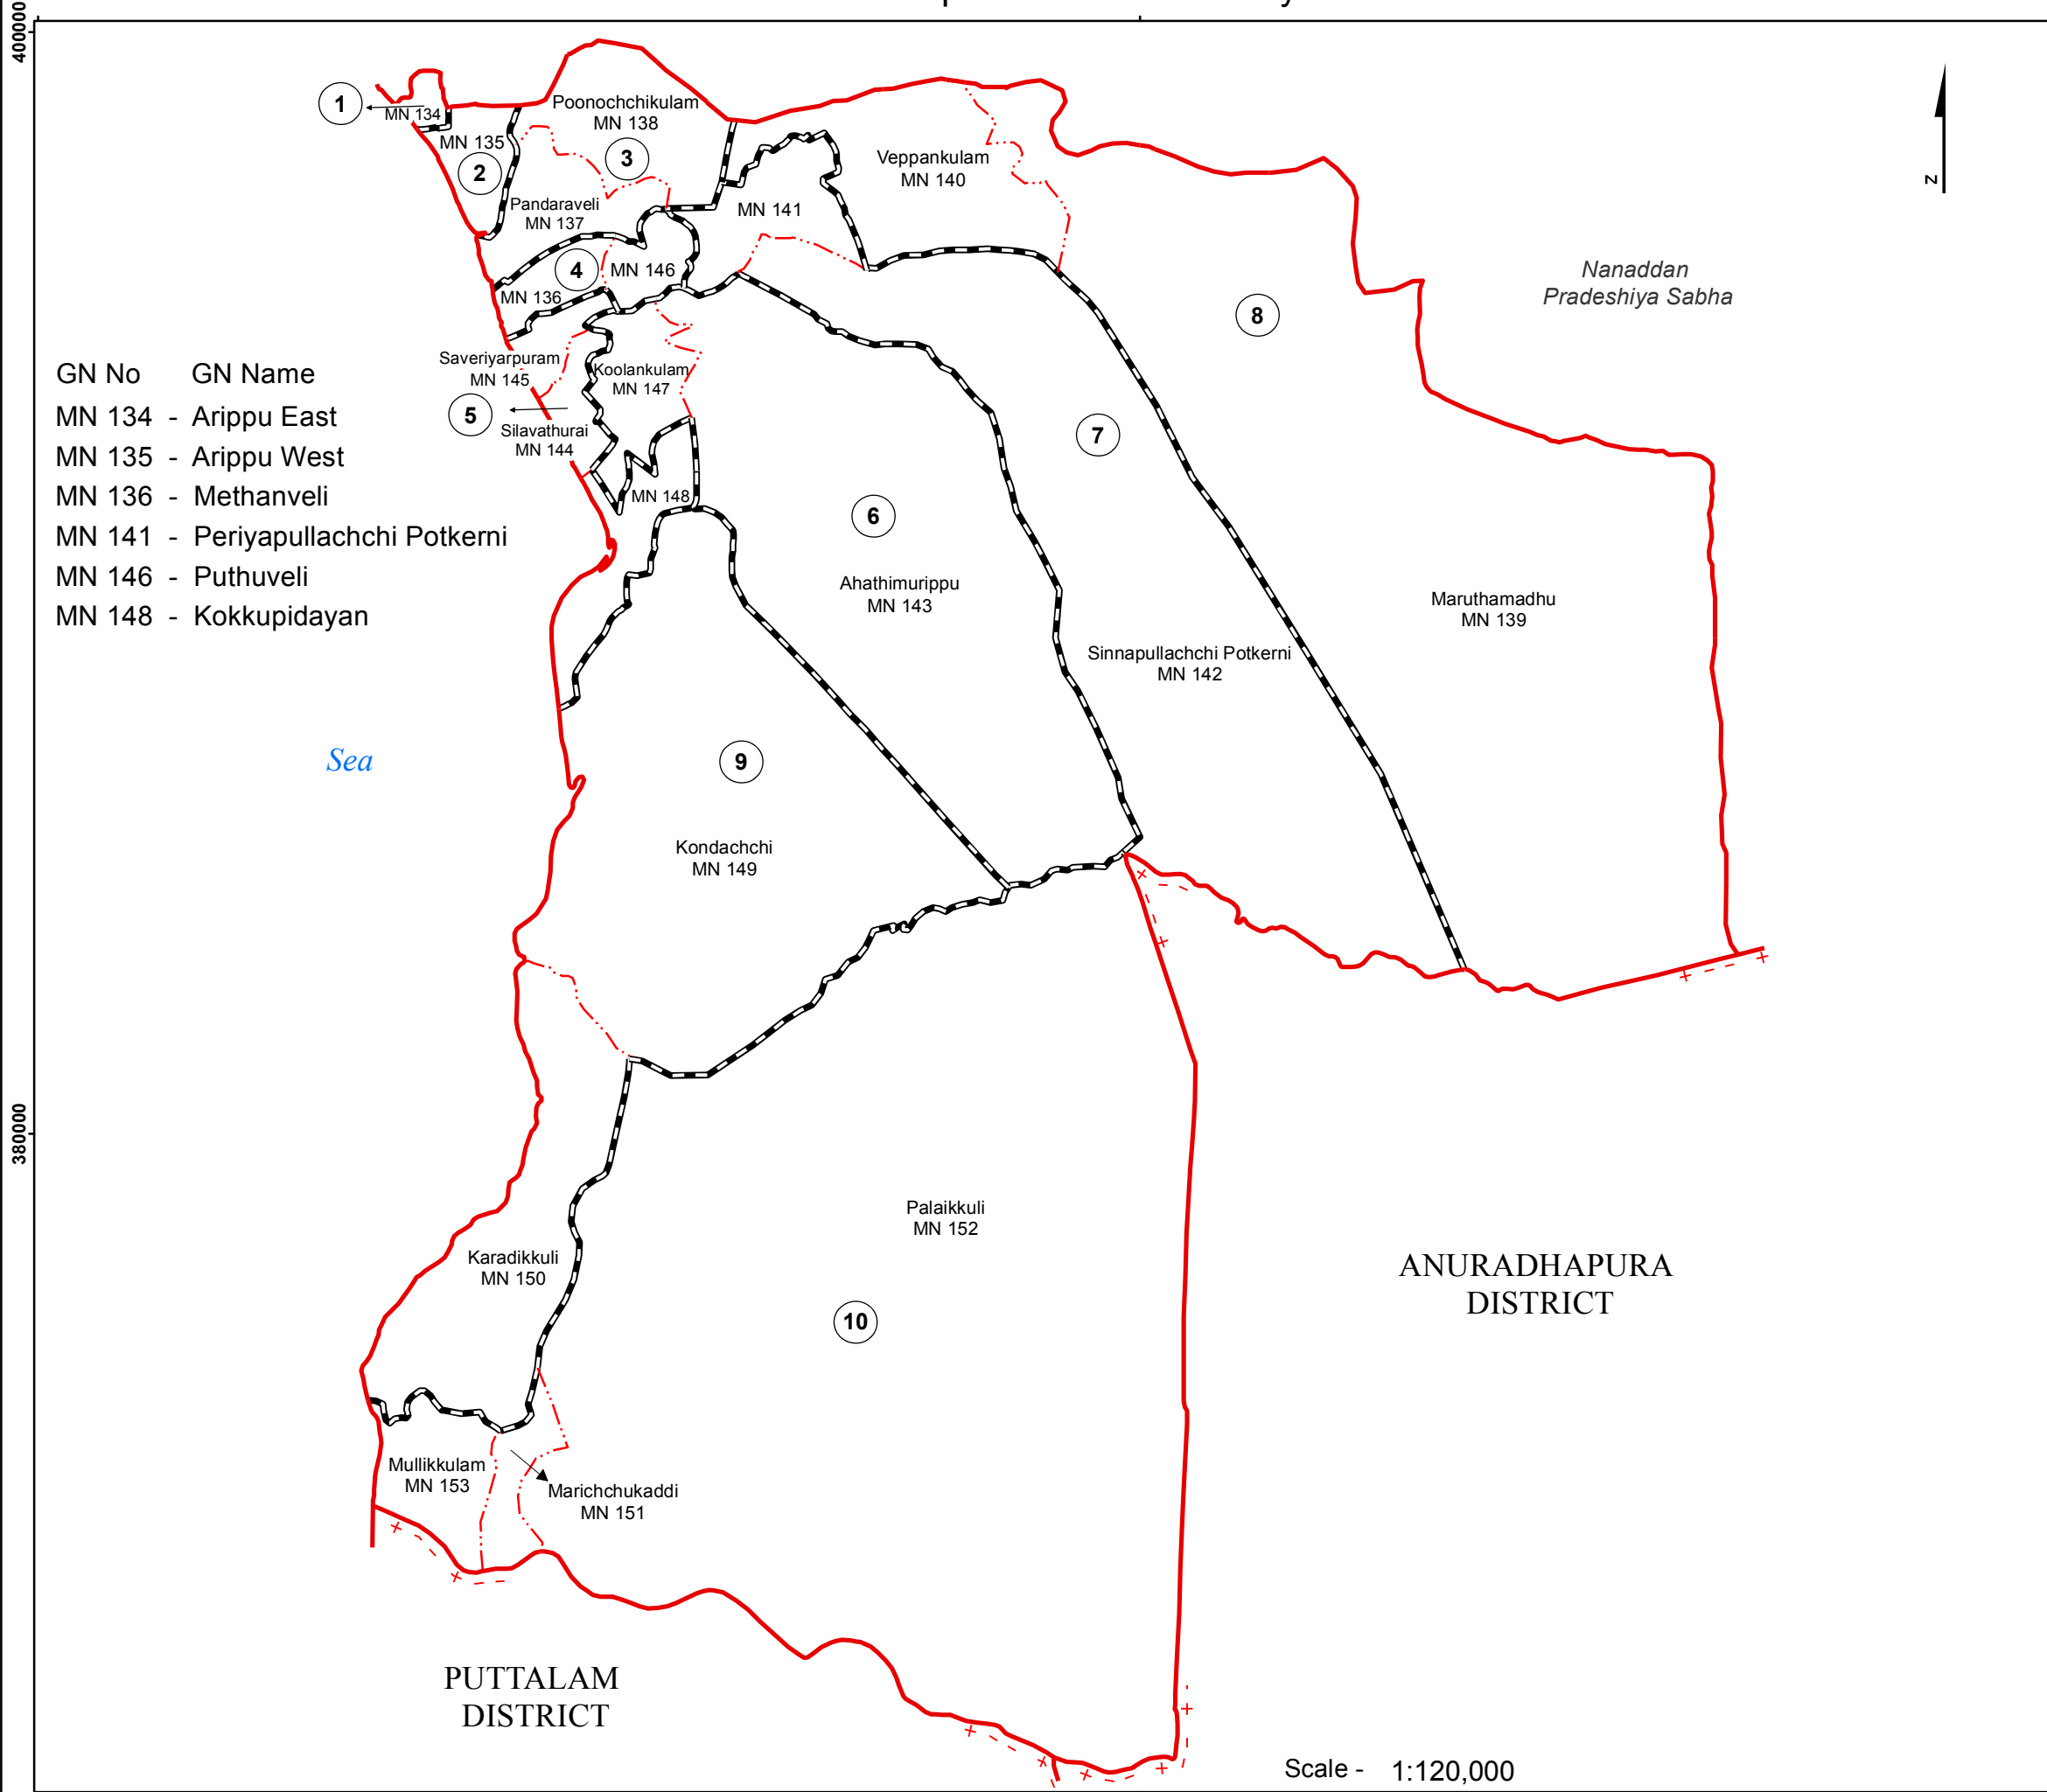 400000
1
MN 134
Poonochchikulam
MN 138
MN 135
2
3
Veppankulam
MN 140
Pandaraveli
MN 137
MN 141
4
MN 146
MN 136
Nanaddan
Pradeshiya Sabha
8
Saveriyarpuram
MN 145
Koolankulam
MN 147
5
Silavathurai
MN 144
7
MN 148
6
GN No GN Name
MN 134 - Arippu East
MN 135 - Arippu West
MN 136 - Methanveli
MN 141 - Periyapullachchi Potkerni
MN 146 - Puthuveli
MN 148 - Kokkupidayan
Ahathimurippu
MN 143
Maruthamadhu
MN 139
Sinnapullachchi Potkerni
MN 142
Sea
9
Kondachchi
MN 149
380000
Palaikkuli
MN 152
Karadikkuli
MN 150
ANURADHAPURA
DISTRICT
10
Mullikkulam
MN 153
Marichchukaddi
MN 151
PUTTALAM
DISTRICT
Scale - 1:120,000
N